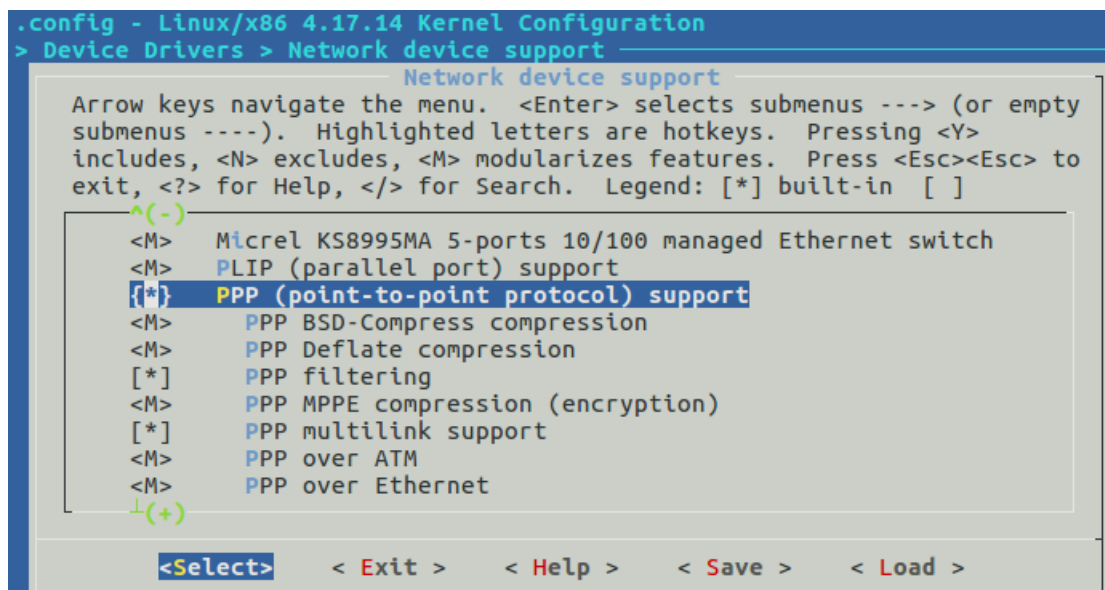 .config - Linux/x86 4.17.14 Kernel Configuration
> Device Drivers > Network device support
Network device support
Arrow keys navigate the menu.  <Enter> selects submenus ---> (or empty
submenus ----).  Highlighted letters are hotkeys.  Pressing <Y>
includes, <N> excludes, <M> modularizes features.  Press <Esc><Esc> to
exit, <?> for Help, </> for Search.  Legend: [*] built-in  [ ]
^(-)
<M>   Micrel KS8995MA 5-ports 10/100 managed Ethernet switch
<M>   PLIP (parallel port) support
{*}   PPP (point-to-point protocol) support
<M>     PPP BSD-Compress compression
<M>     PPP Deflate compression
[*]     PPP filtering
<M>     PPP MPPE compression (encryption)
[*]     PPP multilink support
<M>     PPP over ATM
<M>     PPP over Ethernet
┴(+)
<Select>    < Exit >    < Help >    < Save >    < Load >